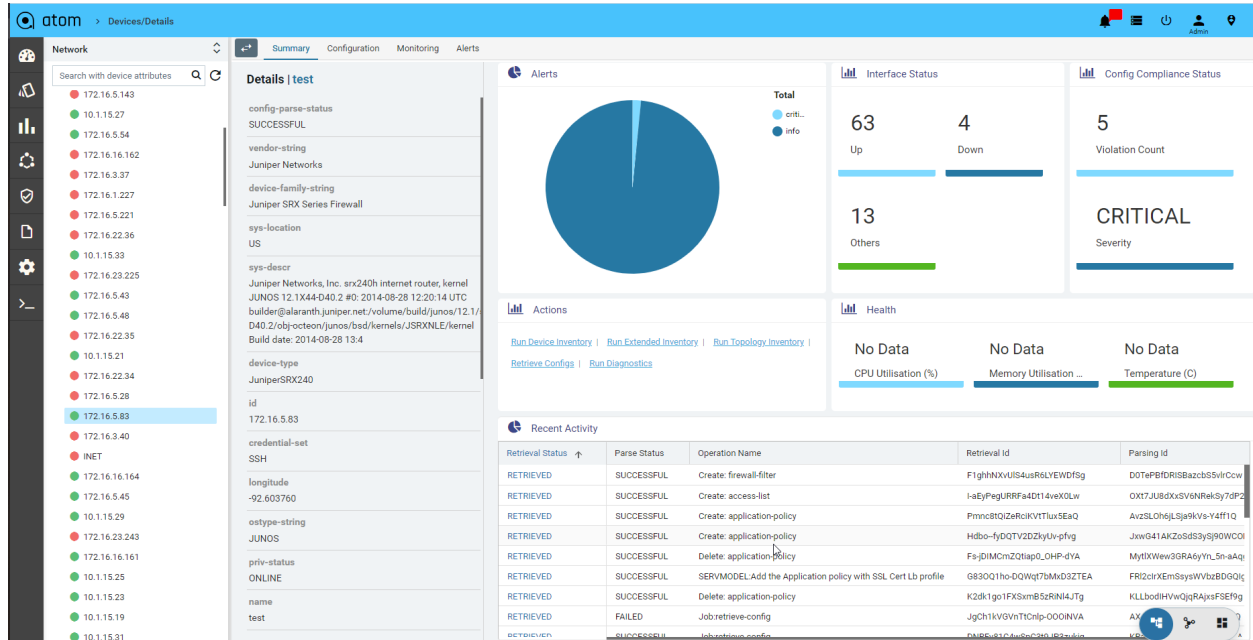 atom > Devices/Details
Admin
Network
Search with device attributes
172.16.5.143
10.1.15.27
172.16.5.54
172.16.16.162
172.16.3.37
172.16.1.227
172.16.5.221
172.16.22.36
10.1.15.33
172.16.23.225
172.16.5.43
172.16.5.48
172.16.22.35
10.1.15.21
172.16.22.34
172.16.5.28
172.16.5.83
172.16.3.40
INET
172.16.16.164
172.16.5.45
10.1.15.29
172.16.23.243
172.16.16.161
10.1.15.25
10.1.15.23
10.1.15.19
10.1.15.31
Summary Configuration Monitoring Alerts
Details | test
config-parse-status
SUCCESSFUL
vendor-string
Juniper Networks
device-family-string
Juniper SRX Series Firewall
sys-location
US
sys-descr
Juniper Networks, Inc. srx240h internet router, kernel
JUNOS 12.1X44-D40.2 #0: 2014-08-28 12:20:14 UTC
builder@alaranth.juniper.net:/volume/build/junos/12.1/
D40.2/obj-octeon/junos/bsd/kernels/JSRXNLE/kernel
Build date: 2014-08-28 13:4
device-type
JuniperSRX240
id
172.16.5.83
credential-set
SSH
longitude
-92.603760
ostype-string
JUNOS
priv-status
ONLINE
name
test
Alerts
Total
criti...
info
Interface Status
63
Up
4
Down
13
Others
Config Compliance Status
5
Violation Count
CRITICAL
Severity
Actions
Run Device Inventory | Run Extended Inventory | Run Topology Inventory |
Retrieve Configs | Run Diagnostics
Health
No Data No Data No Data
CPU Utilisation (%) Memory Utilisation ... Temperature (C)
Recent Activity
Retrieval Status Parse Status Operation Name Retrieval Id Parsing Id
RETRIEVED SUCCESSFUL Create: firewall-filter F1ghhNXvUlS4usR6LYEWDfSg D0TePBfDRISBazcbS5vlrCcw
RETRIEVED SUCCESSFUL Create: access-list I-aEyPegURRFa4Dt14veX0Lw OXt7JU8dXxSV6NRekSy7dP2
RETRIEVED SUCCESSFUL Create: application-policy Pmnc8tQiZeRciKVtTlux5EaQ AvzSLOh6jLSja9kVs-Y4ff1Q
RETRIEVED SUCCESSFUL Create: application-policy Hdbo--fyDQTV2DZkyUv-pfvg JxwG41AKZoSdS3ySj90WCOI
RETRIEVED SUCCESSFUL Delete: application-policy Fs-jDIMCmZQtiap0_OHP-dYA MytlXWew3GRA6yYn_5n-aAq
RETRIEVED SUCCESSFUL SERVMODEL:Add the Application policy with SSL Cert Lb profile G83OQ1ho-DQWqt7bMxD3ZTEA FRl2cIrXEmSsysWVbzBDGQIg
RETRIEVED SUCCESSFUL Delete: application-policy K2dk1go1FXSxmB5zRiNl4JTg KLLbodIHVwQjqRAjxsFSEf9g
RETRIEVED FAILED Job:retrieve-config JgCh1kVGVnTtCnlp-OOOiNVA
RETRIEVED SUCCESSFUL Job:retrieve-config